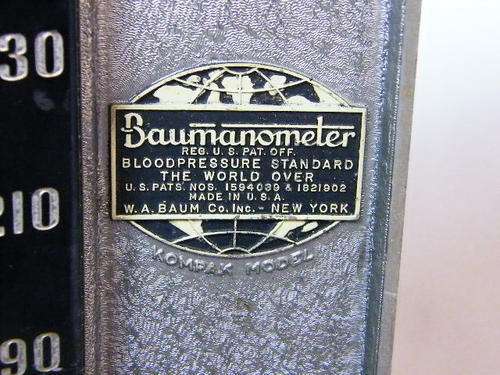 30
210
90
Baumanometer
REG. U.S. PAT. OFF.
BLOODPRESSURE STANDARD
THE WORLD OVER
U.S. PATS. NOS. 1594039 & 1821902
MADE IN U.S.A.
W.A. BAUM Co. Inc. - NEW YORK
KOMPAK MODEL